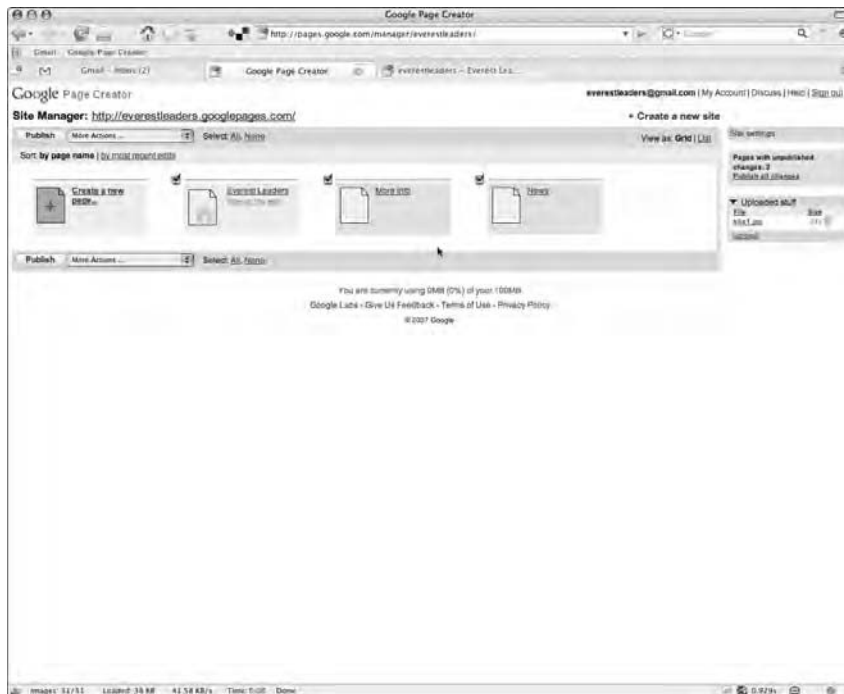 Google Page Creator
http://pages.google.com/manager/everestleaders/
Gmail Google Page Creator
Gmail - Inbox (2) Google Page Creator everestleaders - Everest Lea...
Google Page Creator
everestleaders@gmail.com | My Account | Discuss | Help | Sign out
Site Manager: http://everestleaders.googlepages.com/
+ Create a new site
Publish More Actions ... Select: All, None View as: Grid | List
Site settings
Sort: by page name | by most recent edits
Create a new page...
Everest Leaders
More Info
News
Pages with unpublished changes: 3
Publish all changes
Uploaded stuff
File Size
Publish More Actions ... Select: All, None
You are currently using 0MB (0%) of your 100MB.
Google Labs - Give Us Feedback - Terms of Use - Privacy Policy
© 2007 Google
Loaded: Time: Done 0.929s